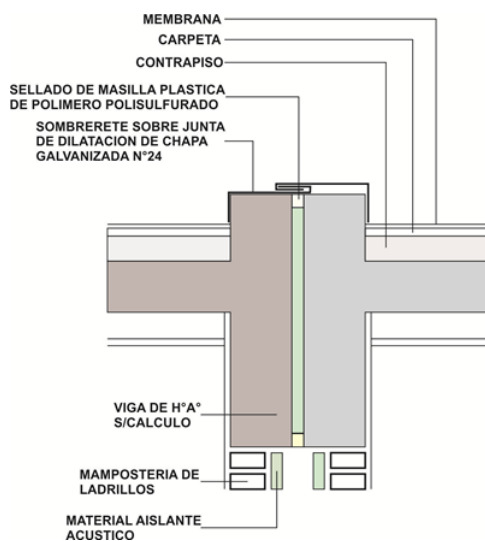 MEMBRANA
CARPETA
CONTRAPISO
SELLADO DE MASILLA PLASTICA
DE POLIMERO POLISULFURADO
SOMBRERETE SOBRE JUNTA
DE DILATACION DE CHAPA
GALVANIZADA N°24
VIGA DE H°A°
S/CALCULO
MAMPOSTERIA DE
LADRILLOS
MATERIAL AISLANTE
ACUSTICO